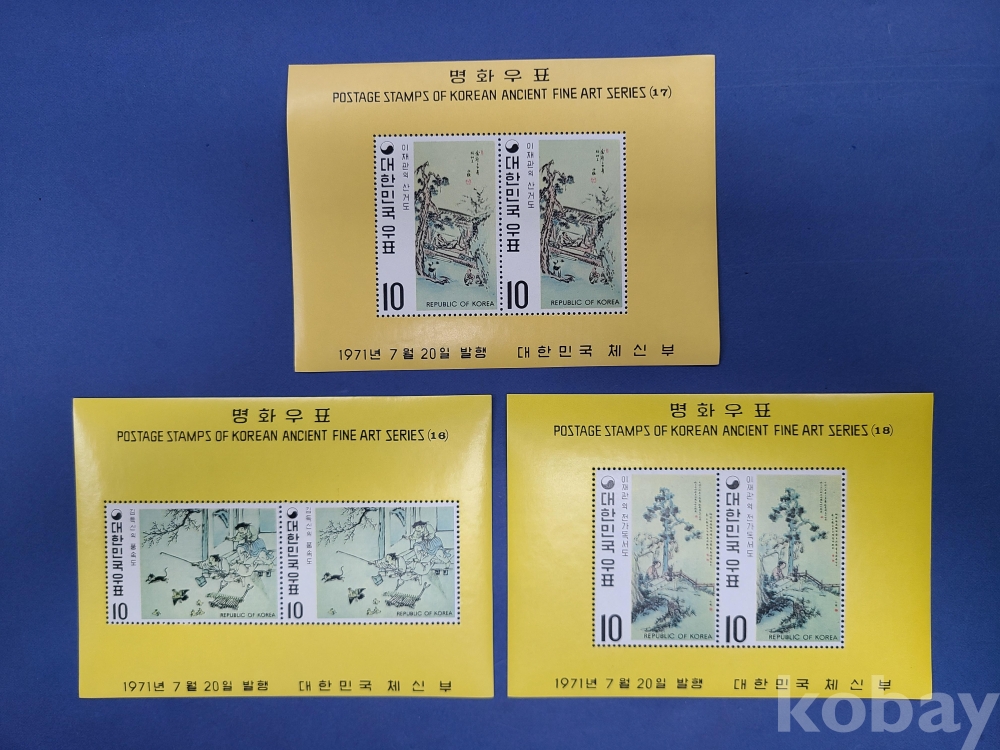 명화우표
POSTAGE STAMPS OF KOREAN ANCIENT FINE ART SERIES (17)
대한민국 우표
이재관의 산거도
10
REPUBLIC OF KOREA
대한민국 우표
이재관의 산거도
10
REPUBLIC OF KOREA
1971년 7월 20일 발행 대한민국 체신부
명화우표
POSTAGE STAMPS OF KOREAN ANCIENT FINE ART SERIES (16)
대한민국 우표
10
REPUBLIC OF KOREA
대한민국 우표
10
REPUBLIC OF KOREA
1971년 7월 20일 발행 대한민국 체신부
명화우표
POSTAGE STAMPS OF KOREAN ANCIENT FINE ART SERIES (18)
대한민국 우표
이재관의 전가독서도
10
REPUBLIC OF KOREA
대한민국 우표
이재관의 전가독서도
10
REPUBLIC OF KOREA
1971년 7월 20일 발행 대한민국 체신부
kobay